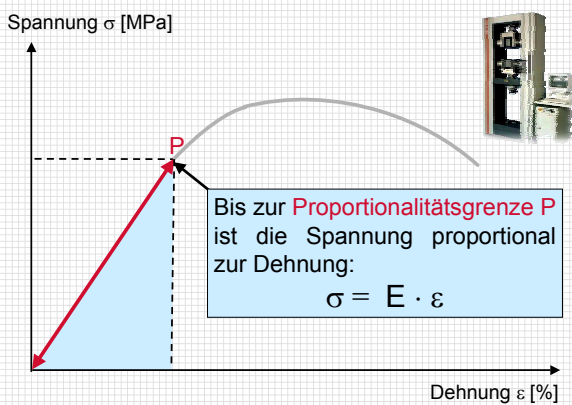 Spannung σ [MPa]
P
Bis zur Proportionalitätsgrenze P
ist die Spannung proportional
zur Dehnung:
σ = E · ε
Dehnung ε [%]